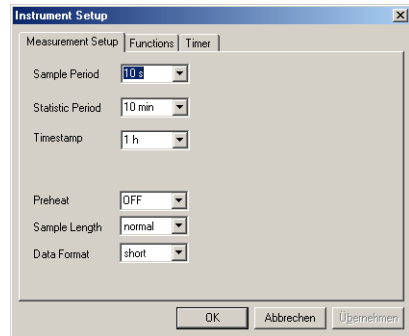 Instrument Setup
Measurement Setup Functions Timer
Sample Period 10 s
Statistic Period 10 min
Timestamp 1 h
Preheat OFF
Sample Length normal
Data Format short
OK Abbrechen Übernehmen